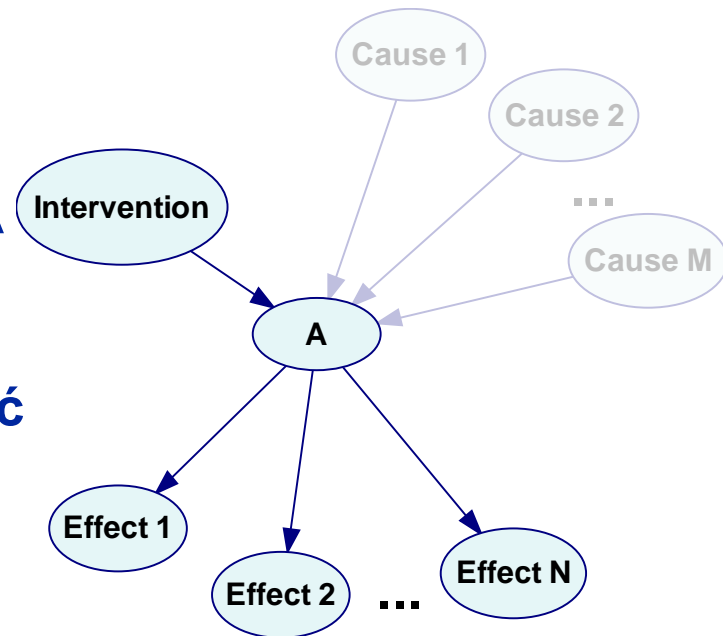 Cause 1
Cause 2
...
Cause M
Intervention
A
ć
Effect 1
Effect 2
...
Effect N